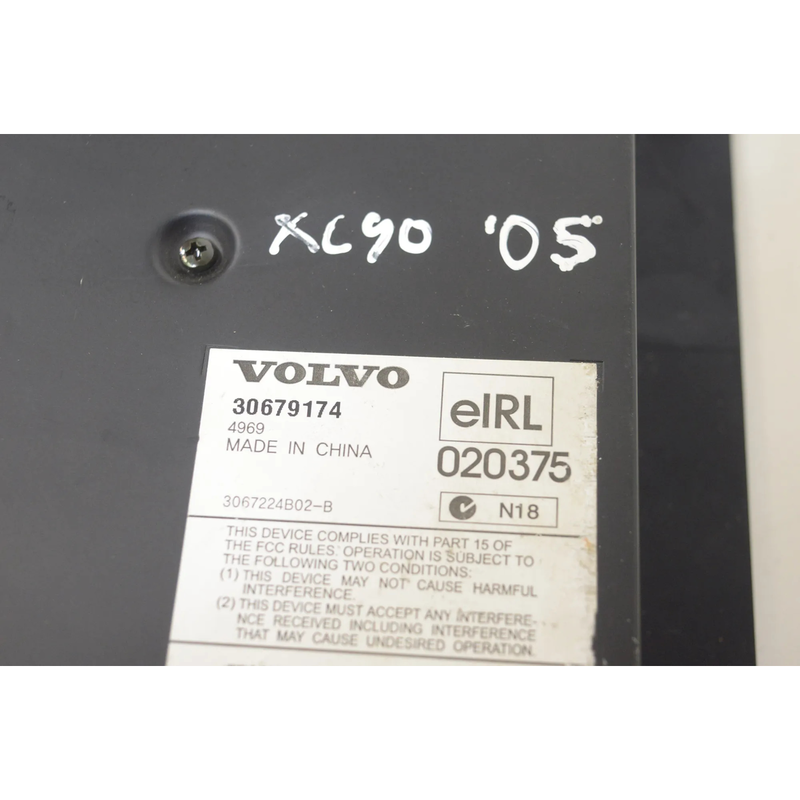 XC90 '05
VOLVO
30679174
4969
MADE IN CHINA
3067224B02-B
eIRL
020375
N18
THIS DEVICE COMPLIES WITH PART 15 OF
THE FCC RULES. OPERATION IS SUBJECT TO
THE FOLLOWING TWO CONDITIONS:
(1) THIS DEVICE MAY NOT CAUSE HARMFUL
INTERFERENCE.
(2) THIS DEVICE MUST ACCEPT ANY INTERFERE-
NCE RECEIVED INCLUDING INTERFERENCE
THAT MAY CAUSE UNDESIRED OPERATION.